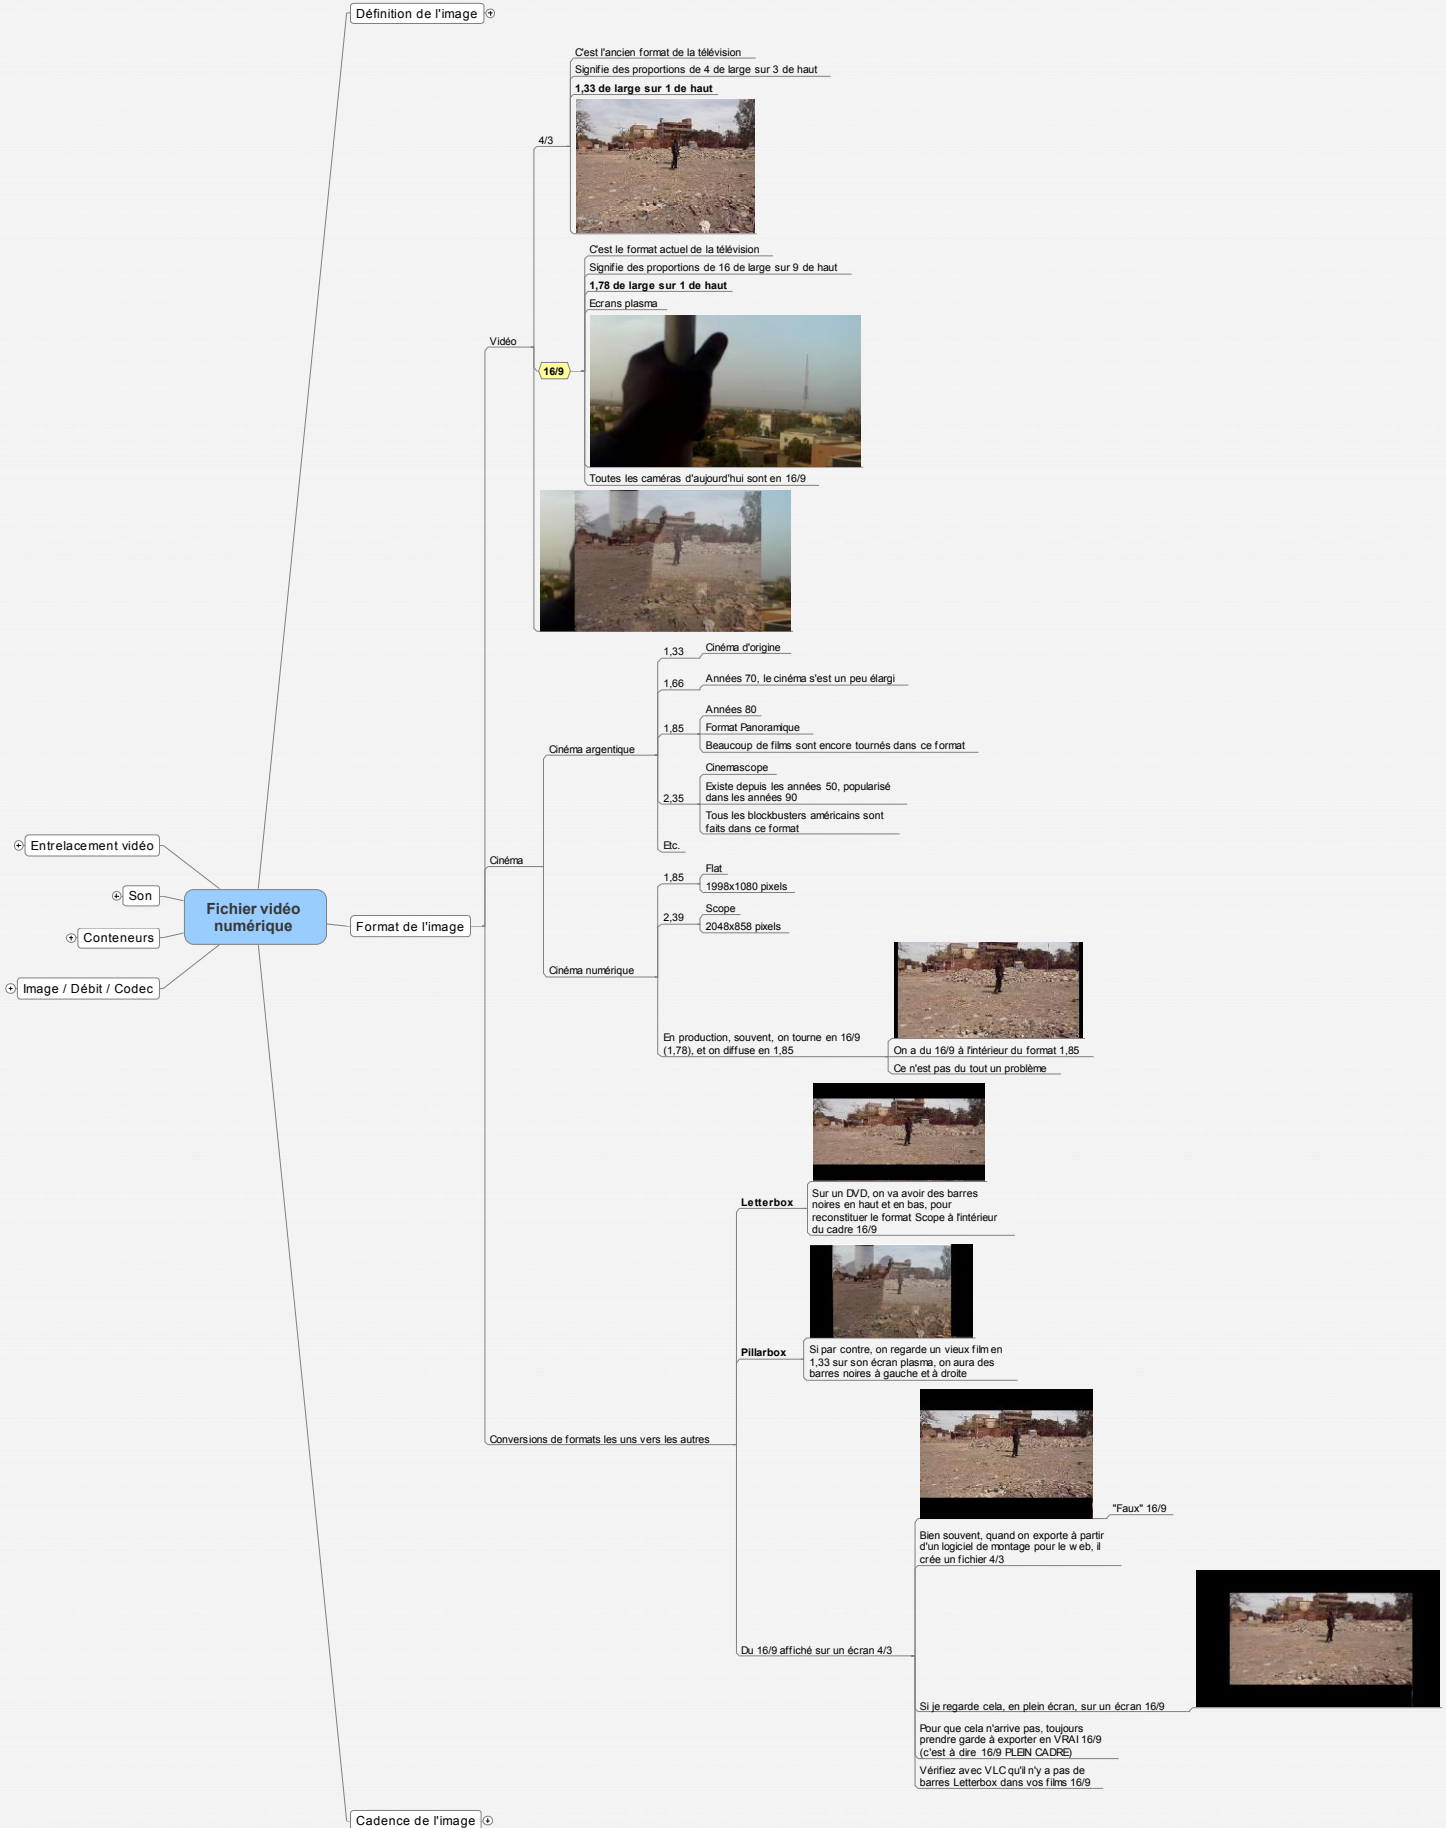 Définition de l'image
C'est l'ancien format de la télévision
Signifie des proportions de 4 de large sur 3 de haut
1,33 de large sur 1 de haut
4/3
C'est le format actuel de la télévision
Signifie des proportions de 16 de large sur 9 de haut
1,78 de large sur 1 de haut
Ecrans plasma
Vidéo
16/9
Toutes les caméras d'aujourd'hui sont en 16/9
1,33
Cinéma d'origine
1,66
Années 70, le cinéma s'est un peu élargi
Années 80
1,85
Format Panoramique
Beaucoup de films sont encore tournés dans ce format
Cinéma argentique
Cinemascope
Existe depuis les années 50, popularisé
dans les années 90
2,35
Tous les blockbusters américains sont
faits dans ce format
Etc.
Cinéma
Flat
1,85
1998x1080 pixels
Scope
2,39
2048x858 pixels
Cinéma numérique
En production, souvent, on tourne en 16/9
(1,78), et on diffuse en 1,85
On a du 16/9 à l'intérieur du format 1,85
Ce n'est pas du tout un problème
Entrelacement vidéo
Son
Conteneurs
Image / Débit / Codec
Fichier vidéo
numérique
Format de l'image
Letterbox
Sur un DVD, on va avoir des barres
noires en haut et en bas, pour
reconstituer le format Scope à l'intérieur
du cadre 16/9
Pillarbox
Si par contre, on regarde un vieux film en
1,33 sur son écran plasma, on aura des
barres noires à gauche et à droite
Conversions de formats les uns vers les autres
"Faux" 16/9
Bien souvent, quand on exporte à partir
d'un logiciel de montage pour le web, il
crée un fichier 4/3
Du 16/9 affiché sur un écran 4/3
Si je regarde cela, en plein écran, sur un écran 16/9
Pour que cela n'arrive pas, toujours
prendre garde à exporter en VRAI 16/9
(c'est à dire 16/9 PLEIN CADRE)
Vérifiez avec VLC qu'il n'y a pas de
barres Letterbox dans vos films 16/9
Cadence de l'image